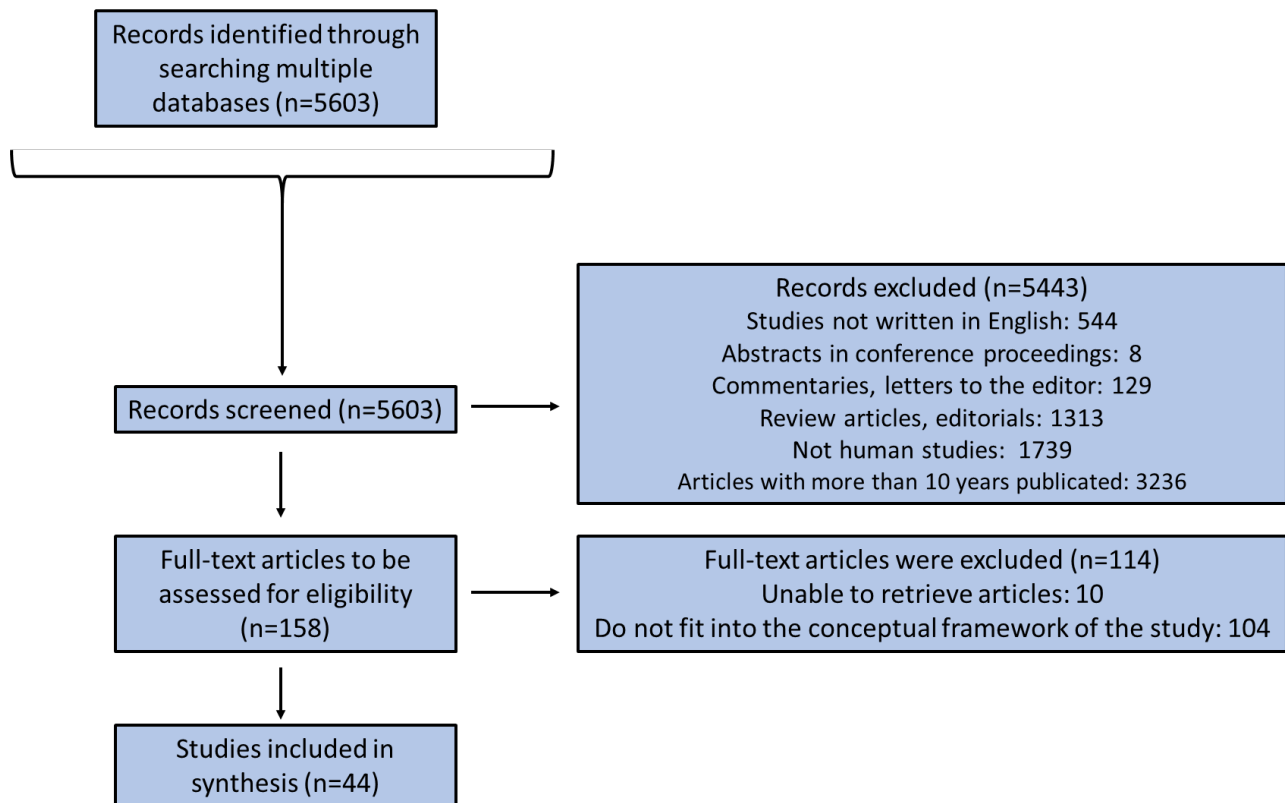 Records identified through
searching multiple
databases (n=5603)
Records screened (n=5603)
Records excluded (n=5443)
Studies not written in English: 544
Abstracts in conference proceedings: 8
Commentaries, letters to the editor: 129
Review articles, editorials: 1313
Not human studies: 1739
Articles with more than 10 years published: 3236
Full-text articles to be
assessed for eligibility
(n=158)
Full-text articles were excluded (n=114)
Unable to retrieve articles: 10
Do not fit into the conceptual framework of the study: 104
Studies included in
synthesis (n=44)